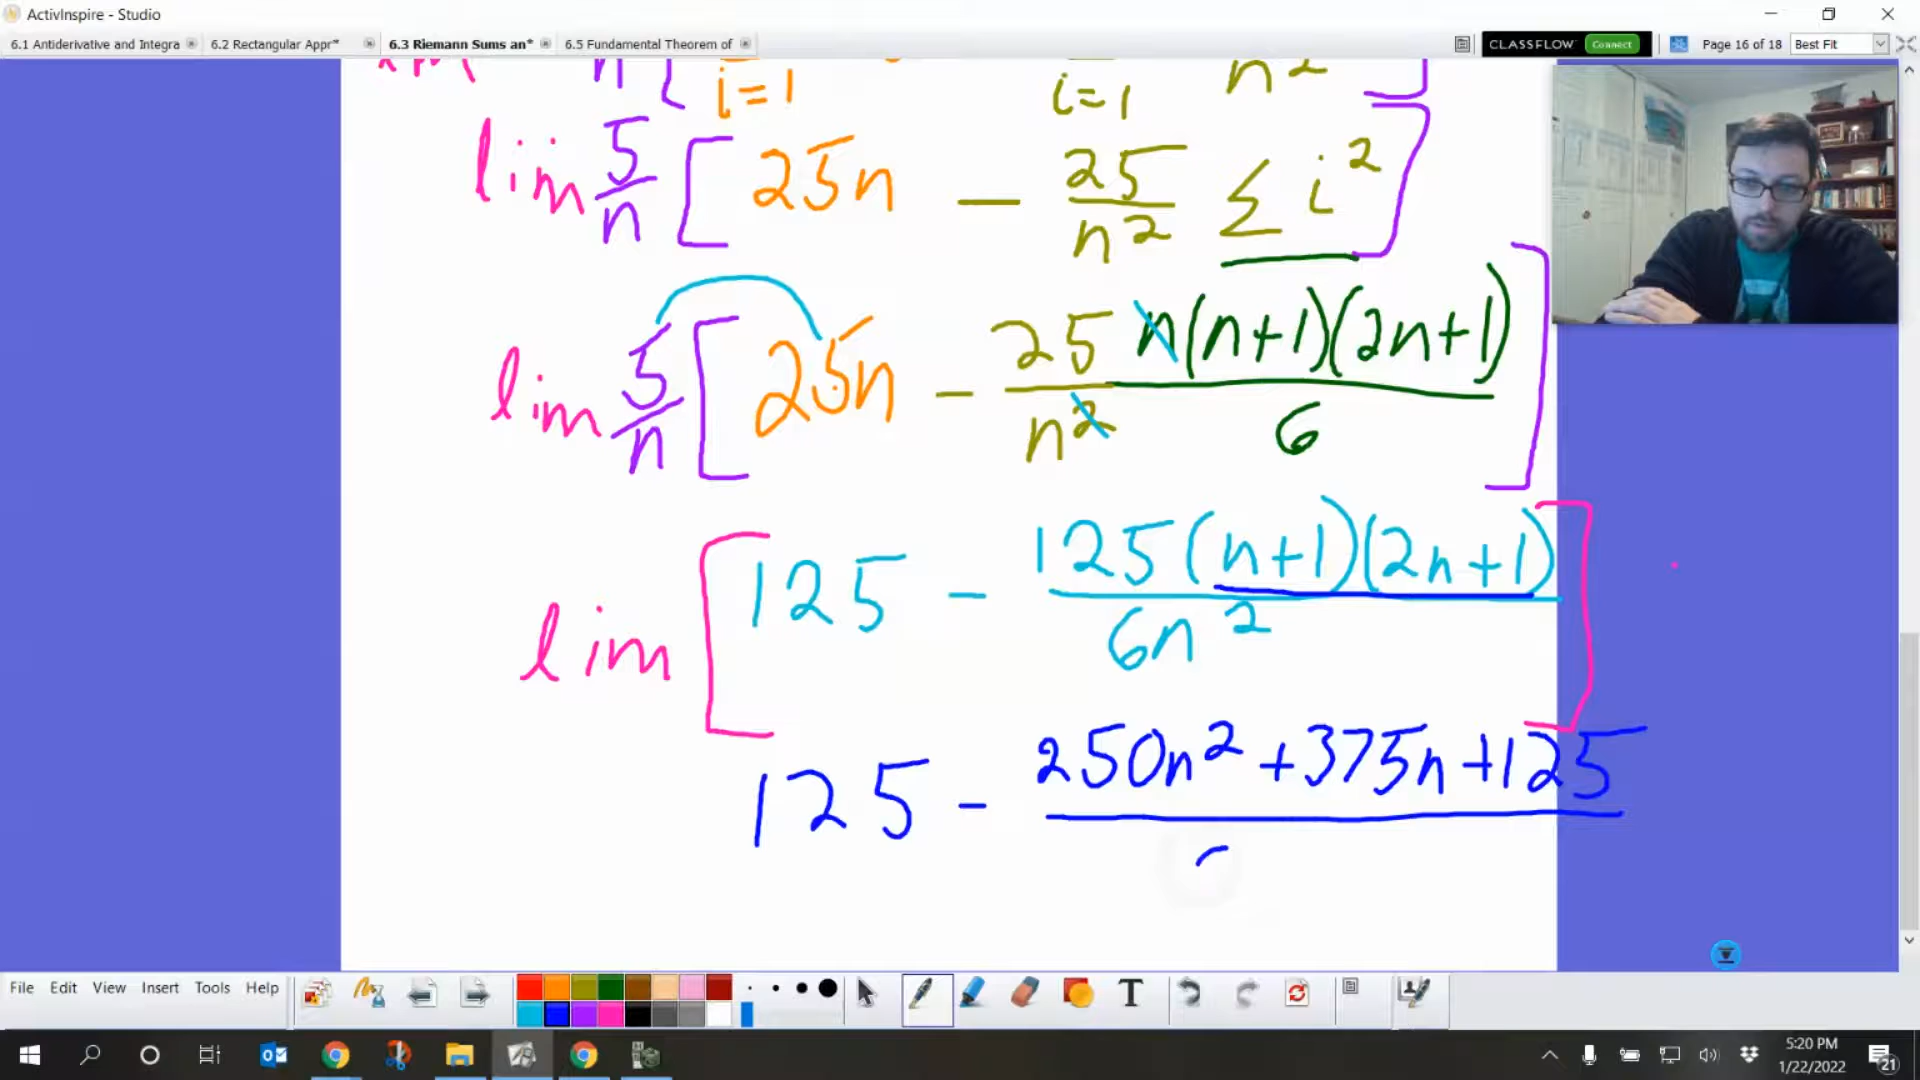 ActivInspire - Studio
6.1 Antiderivative and Integra 6.2 Rectangular Appr* 6.3 Riemann Sums an* 6.5 Fundamental Theorem of
CLASSFLOW Connect Page 16 of 18 Best Fit
i=1 i=1 n²
lim 5/n [25n − 25/n² Σ i²]
lim 5/n [25n − 25/n² n(n+1)(2n+1)/6]
lim [125 − 125(n+1)(2n+1)/6n²]
125 − 250n²+375n+125
File Edit View Insert Tools Help
T
5:20 PM
1/22/2022
21